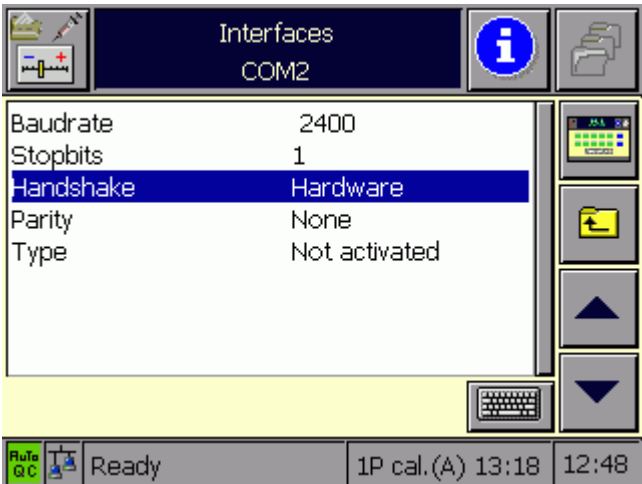 Interfaces
COM2
Baudrate 2400
Stopbits 1
Handshake Hardware
Parity None
Type Not activated
AuTo QC Ready 1P cal.(A) 13:18 12:48